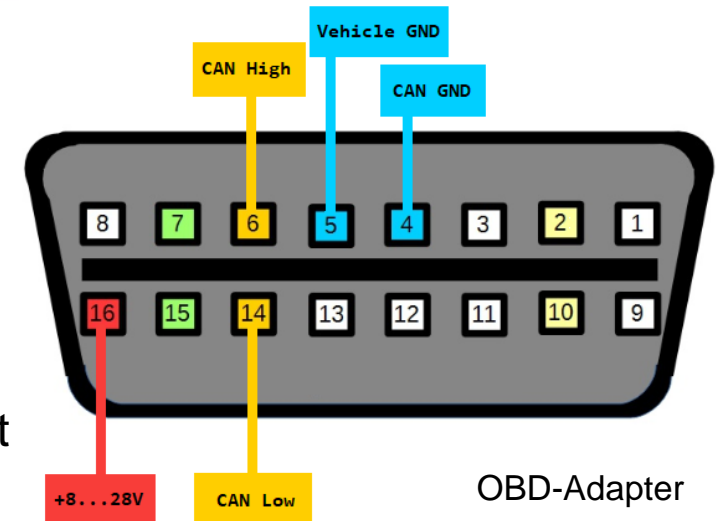 Vehicle GND
CAN High
CAN GND
8 7 6 5 4 3 2 1
16 15 14 13 12 11 10 9
t
+8...28V
CAN Low
OBD-Adapter